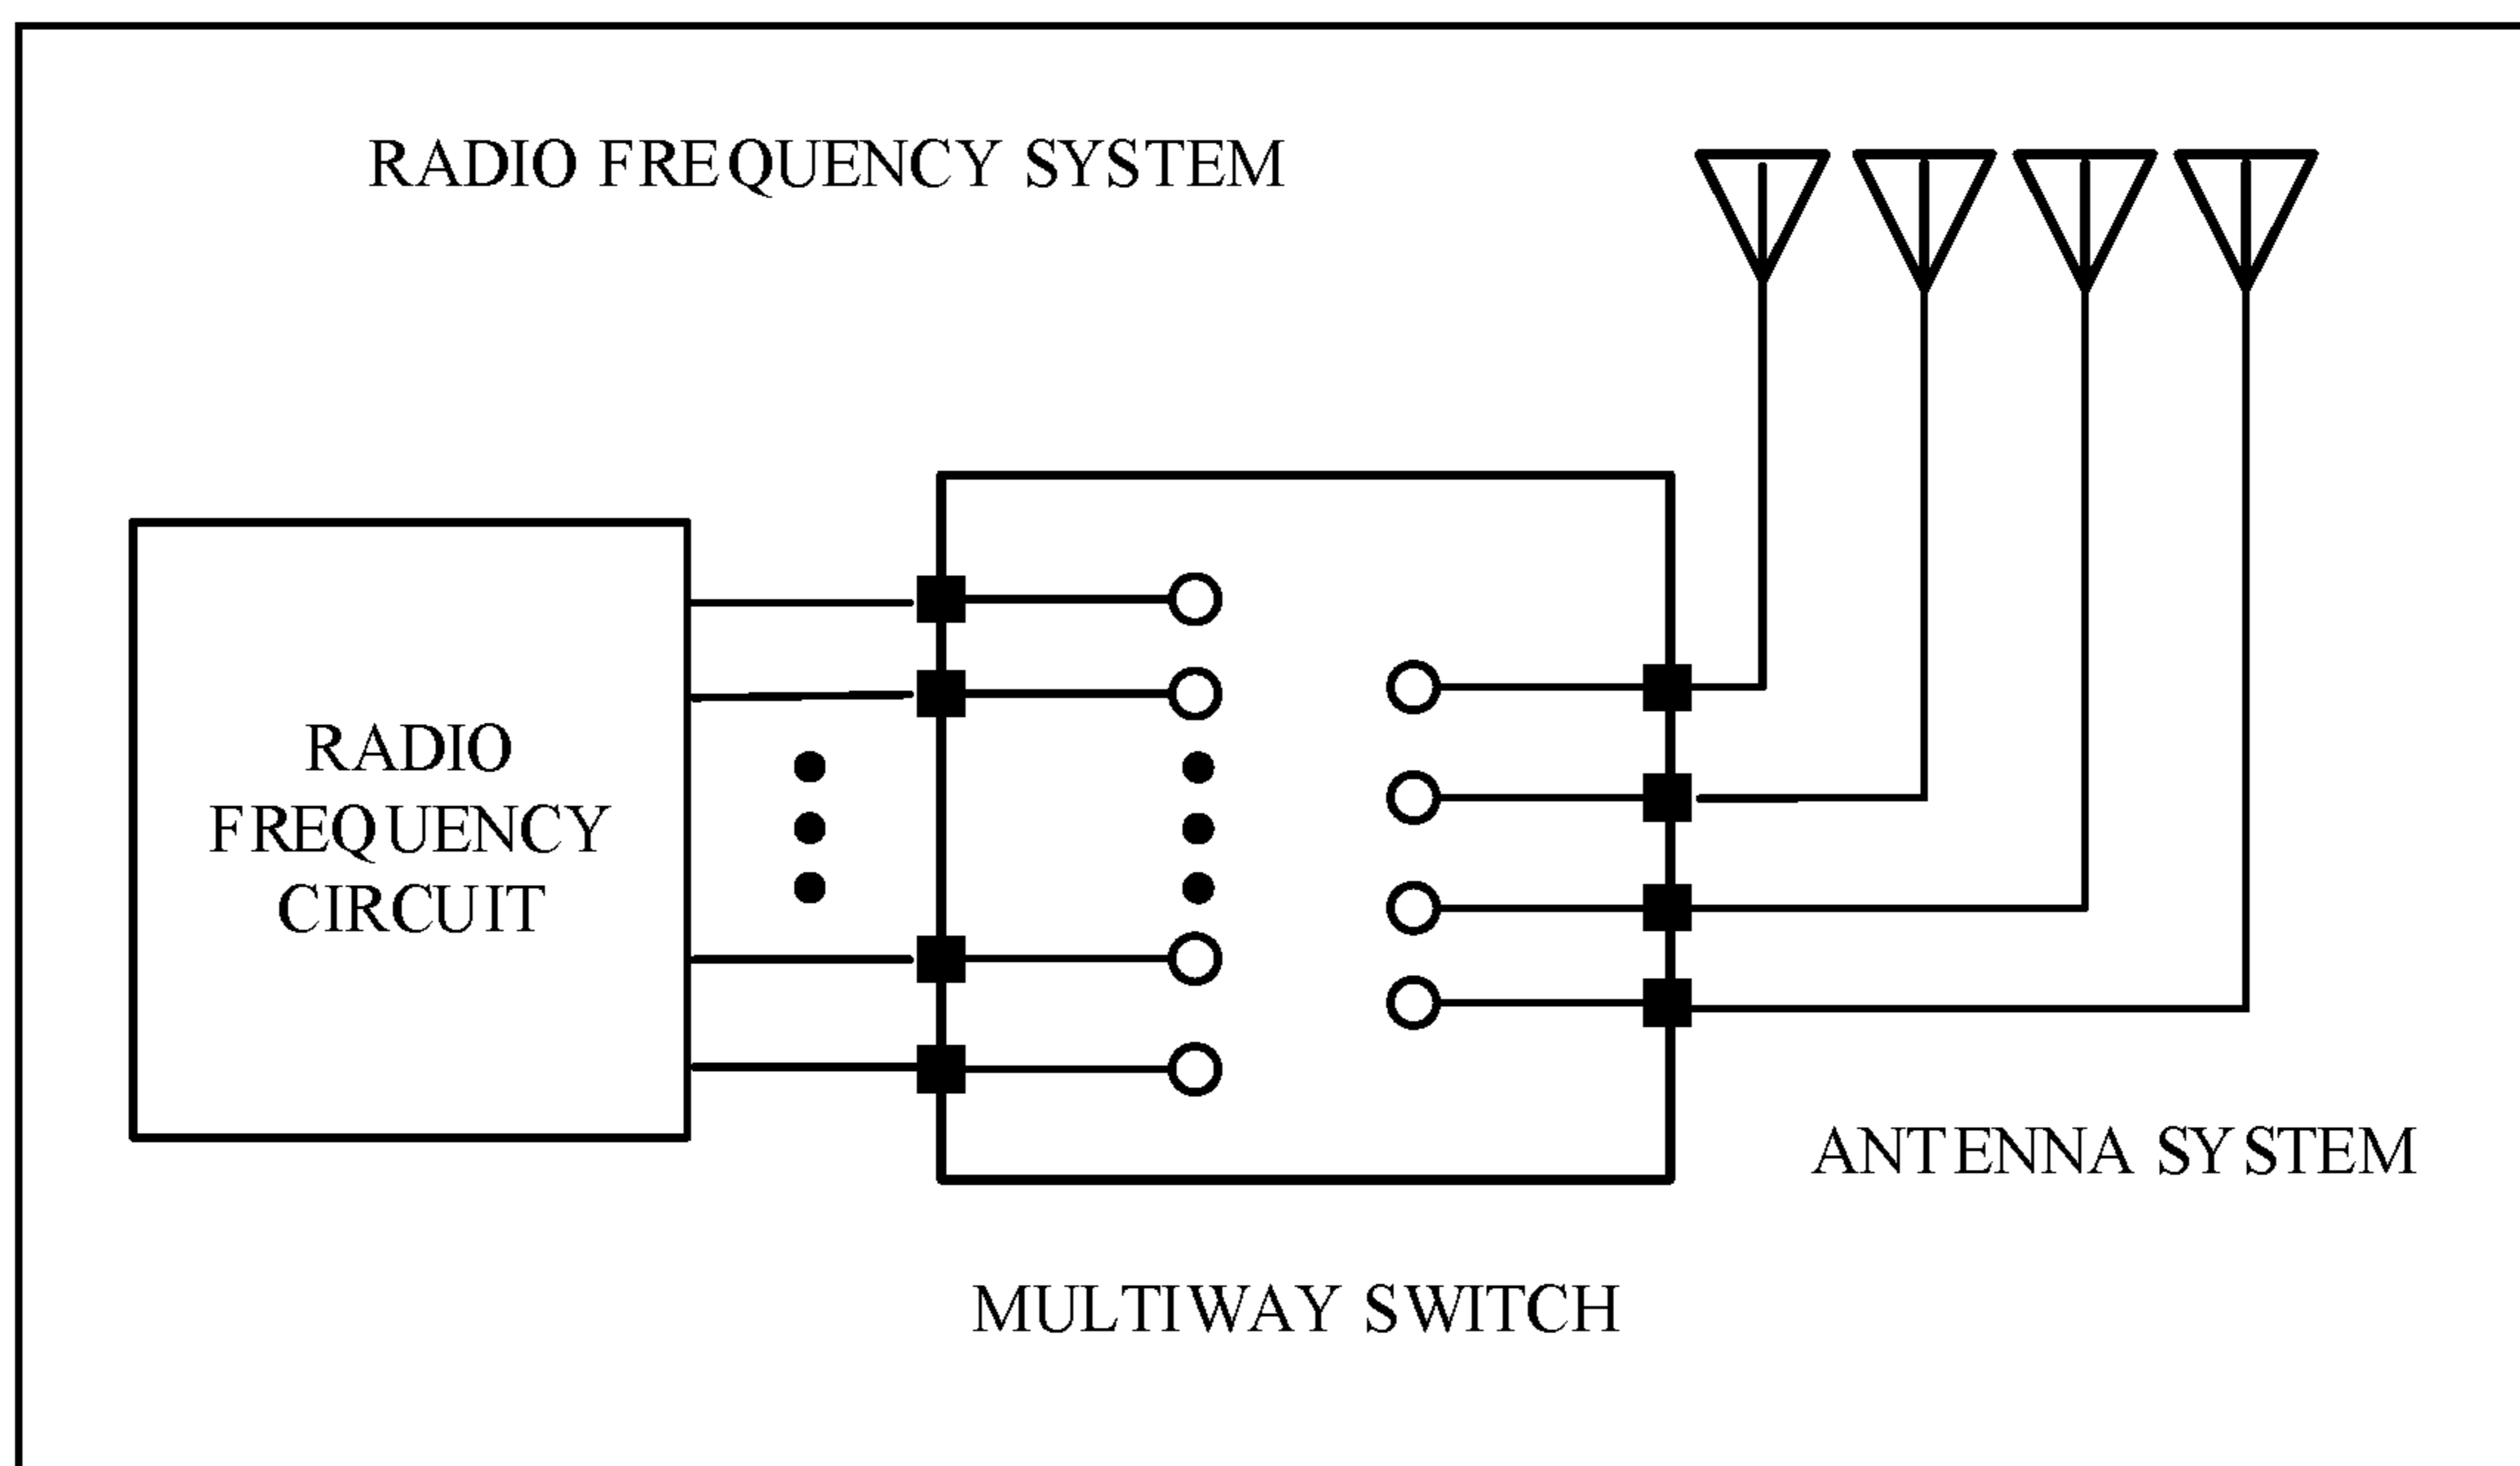 RADIO FREQUENCY SYSTEM
RADIO
FREQUENCY
CIRCUIT
ANTENNA SYSTEM
MULTIWAY SWITCH